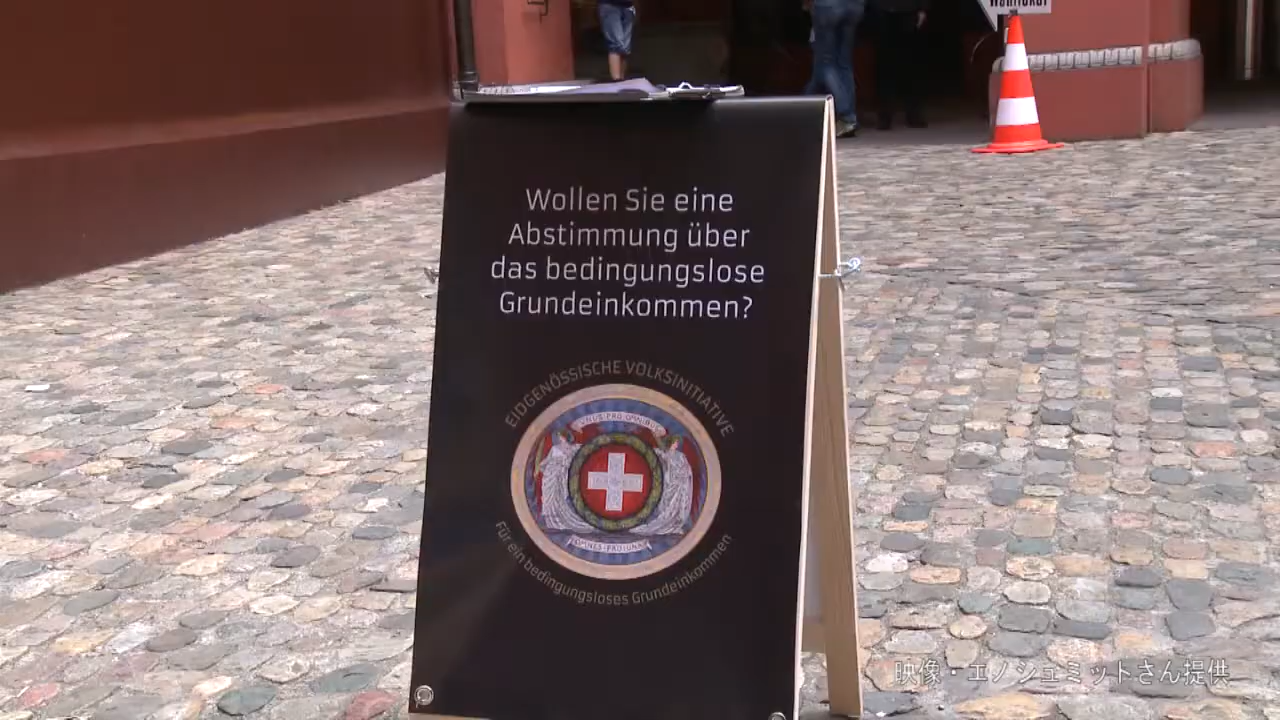 Wahllokal
Wollen Sie eine
Abstimmung über
das bedingungslose
Grundeinkommen?
EIDGENÖSSISCHE VOLKSINITIATIVE
UNUS PRO OMNIBUS
OMNES PRO UNO
Für ein bedingungsloses Grundeinkommen
映像・エノ シュミットさん提供